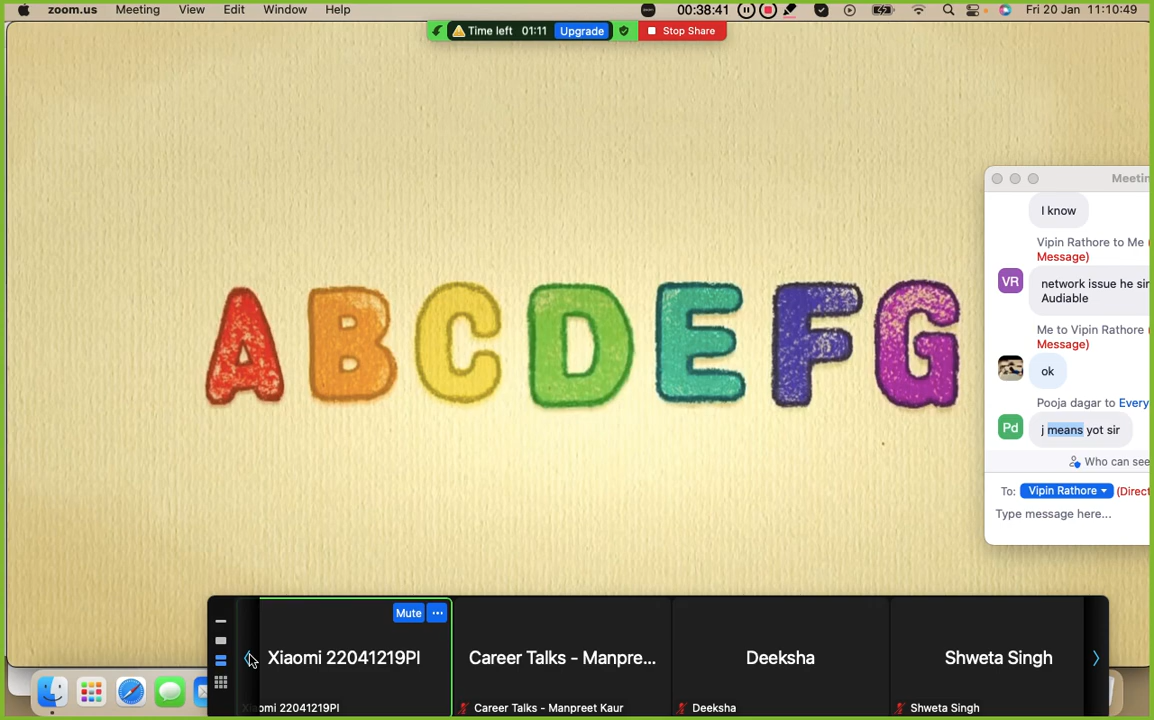 zoom.us Meeting View Edit Window Help 00:38:41 Fri 20 Jan 11:10:49
Time left 01:11 Upgrade Stop Share
A B C D E F G
Meetin
I know
Vipin Rathore to Me (
Message)
VR
network issue he sir
Audiable
Me to Vipin Rathore (
Message)
ok
Pooja dagar to Every
Pd
j means yot sir
Who can see
To: Vipin Rathore (Direct
Type message here...
Mute
Xiaomi 22041219PI
Career Talks - Manpre...
Deeksha
Shweta Singh
Xiaomi 22041219PI
Career Talks - Manpreet Kaur
Deeksha
Shweta Singh